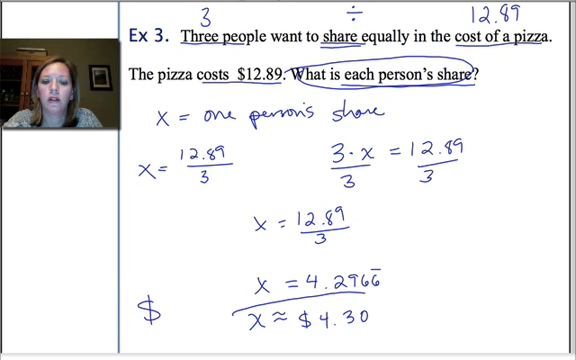 3 ÷ 12.89
Ex 3. Three people want to share equally in the cost of a pizza.
The pizza costs $12.89. What is each person's share?
x = one person's share
x = 12.89/3
3 · x/3 = 12.89/3
x = 12.89/3
x = 4.2966̅
$
x ≈ $4.30